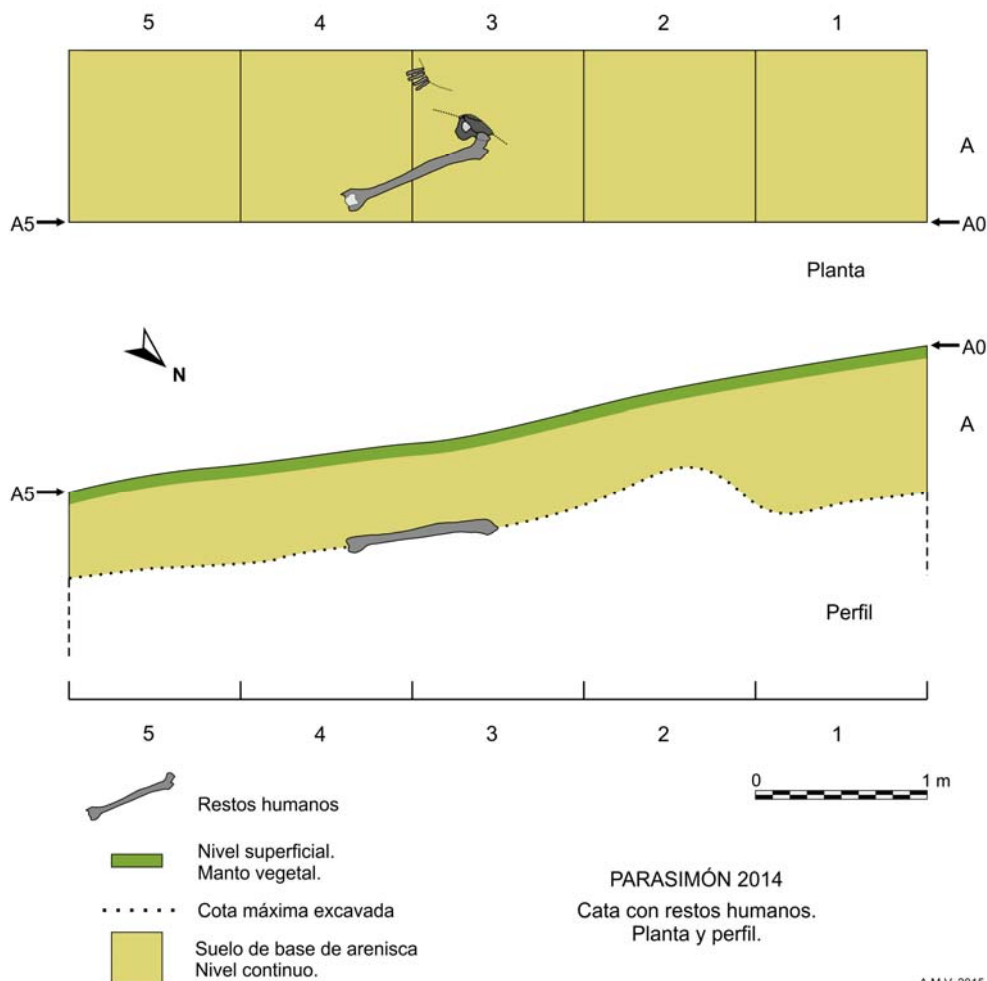 5 4 3 2 1
A
A5 A0
Planta
N
A0
A
A5
Perfil
5 4 3 2 1
0 1 m
Restos humanos
Nivel superficial.
Manto vegetal.
Cota máxima excavada
Suelo de base de arenisca
Nivel continuo.
PARASIMÓN 2014
Cata con restos humanos.
Planta y perfil.